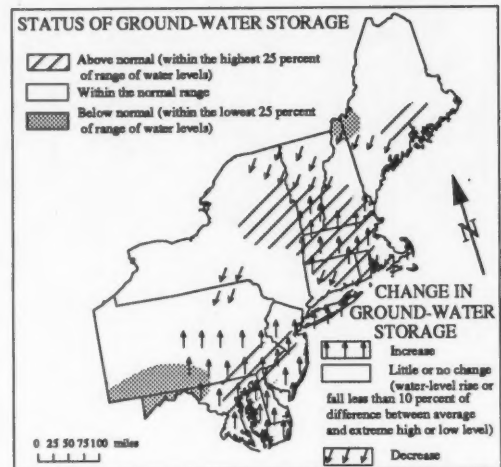 STATUS OF GROUND-WATER STORAGE
Above normal (within the highest 25 percent
of range of water levels)
Within the normal range
Below normal (within the lowest 25 percent
of range of water levels)
N
CHANGE IN
GROUND-WATER
STORAGE
Increase
Little or no change
(water-level rise or
fall less than 10 percent of
difference between average
and extreme high or low level)
Decrease
0 25 50 75 100 miles